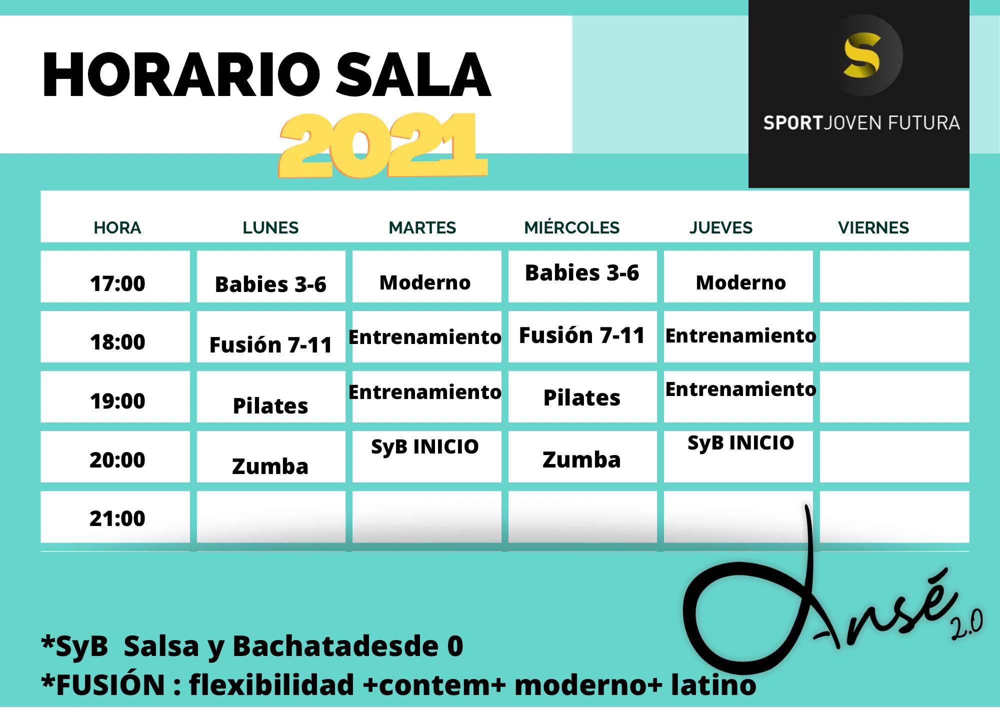 HORARIO SALA
2021
S
SPORTJOVEN FUTURA
HORA LUNES MARTES MIÉRCOLES JUEVES VIERNES
17:00 Babies 3-6 Moderno Babies 3-6 Moderno
18:00 Fusión 7-11 Entrenamiento Fusión 7-11 Entrenamiento
19:00 Pilates Entrenamiento Pilates Entrenamiento
20:00 Zumba SyB INICIO Zumba SyB INICIO
21:00
Dansé 2.0
*SyB  Salsa y Bachatadesde 0
*FUSIÓN : flexibilidad +contem+ moderno+ latino